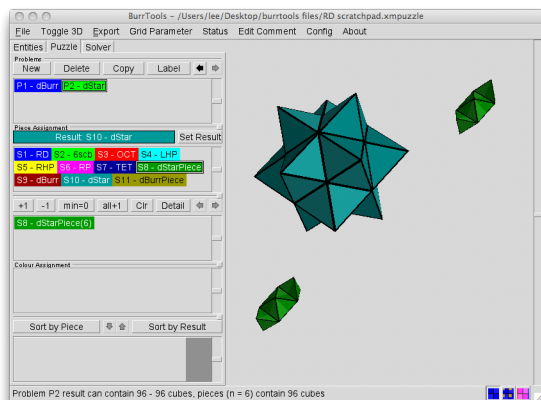 BurrTools - /Users/lee/Desktop/burrtools files/RD scratchpad.xmpuzzle
File Toggle 3D Export Grid Parameter Status Edit Comment Config About
Entities Puzzle Solver
Problems
New Delete Copy Label
P1 - dBurr P2 - dStar
Piece Assignment
Result: S10 - dStar Set Result
S1 - RD S2 - 6scb S3 - OCT S4 - LHP
S5 - RHP S6 - RP S7 - TET S8 - dStarPiece
S9 - dBurr S10 - dStar S11 - dBurrPiece
+1 -1 min=0 all+1 Clr Detail
S8 - dStarPiece(6)
Colour Assignment
Sort by Piece Sort by Result
Problem P2 result can contain 96 - 96 cubes, pieces (n = 6) contain 96 cubes